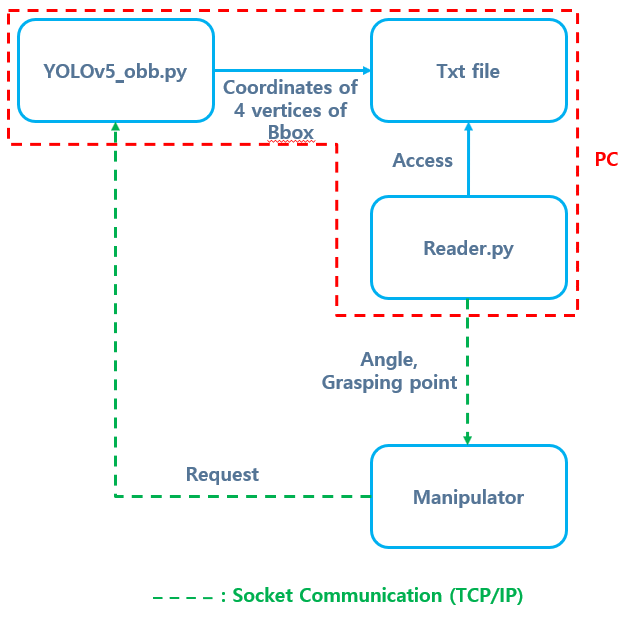 YOLOv5_obb.py
Txt file
Coordinates of
4 vertices of
Bbox
Access
PC
Reader.py
Angle,
Grasping point
Request
Manipulator
: Socket Communication (TCP/IP)